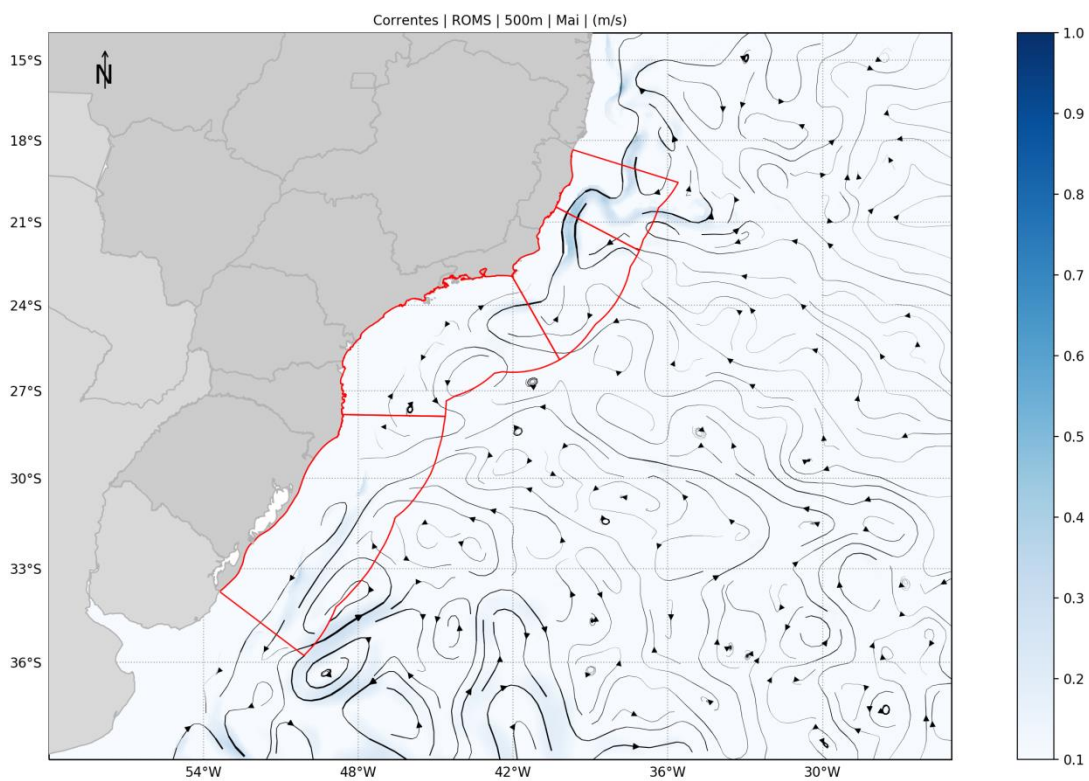 Correntes | ROMS | 500m | Mai | (m/s)
N
15°S
18°S
21°S
24°S
27°S
30°S
33°S
36°S
54°W
48°W
42°W
36°W
30°W
1.0
0.9
0.8
0.7
0.6
0.5
0.4
0.3
0.2
0.1